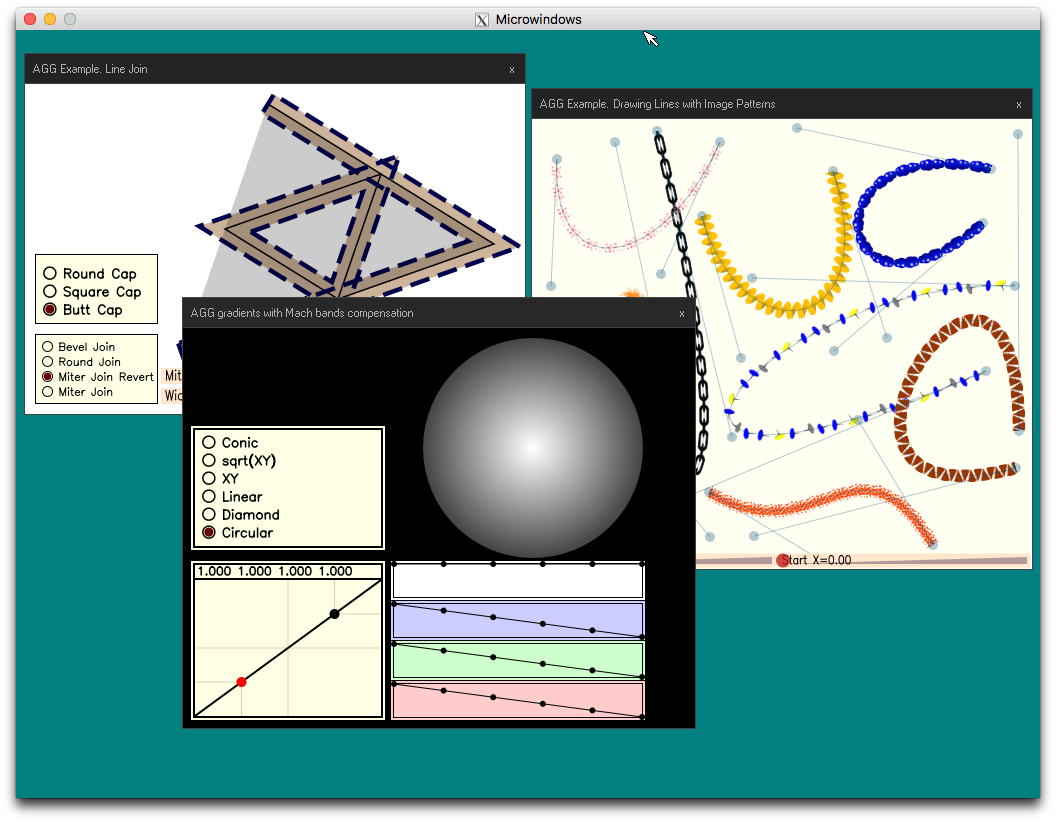 Microwindows
AGG Example. Line Join
x
Round Cap
Square Cap
Butt Cap
Bevel Join
Round Join
Miter Join Revert
Miter Join
Mit
Wid
AGG Example. Drawing Lines with Image Patterns
x
Start X=0.00
AGG gradients with Mach bands compensation
x
Conic
sqrt(XY)
XY
Linear
Diamond
Circular
1.000 1.000 1.000 1.000